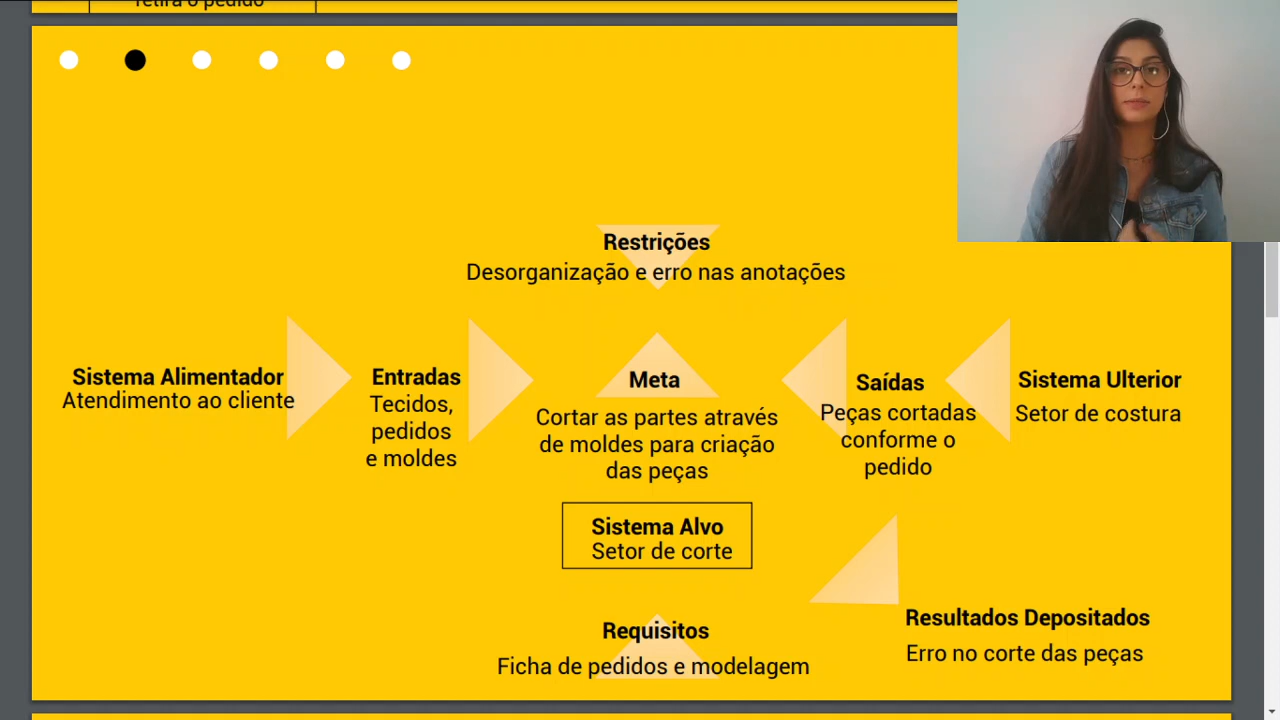 retira o pedido
Restrições
Desorganização e erro nas anotações
Sistema Alimentador
Atendimento ao cliente
Entradas
Tecidos,
pedidos
e moldes
Meta
Cortar as partes através
de moldes para criação
das peças
Saídas
Peças cortadas
conforme o
pedido
Sistema Ulterior
Setor de costura
Sistema Alvo
Setor de corte
Requisitos
Ficha de pedidos e modelagem
Resultados Depositados
Erro no corte das peças